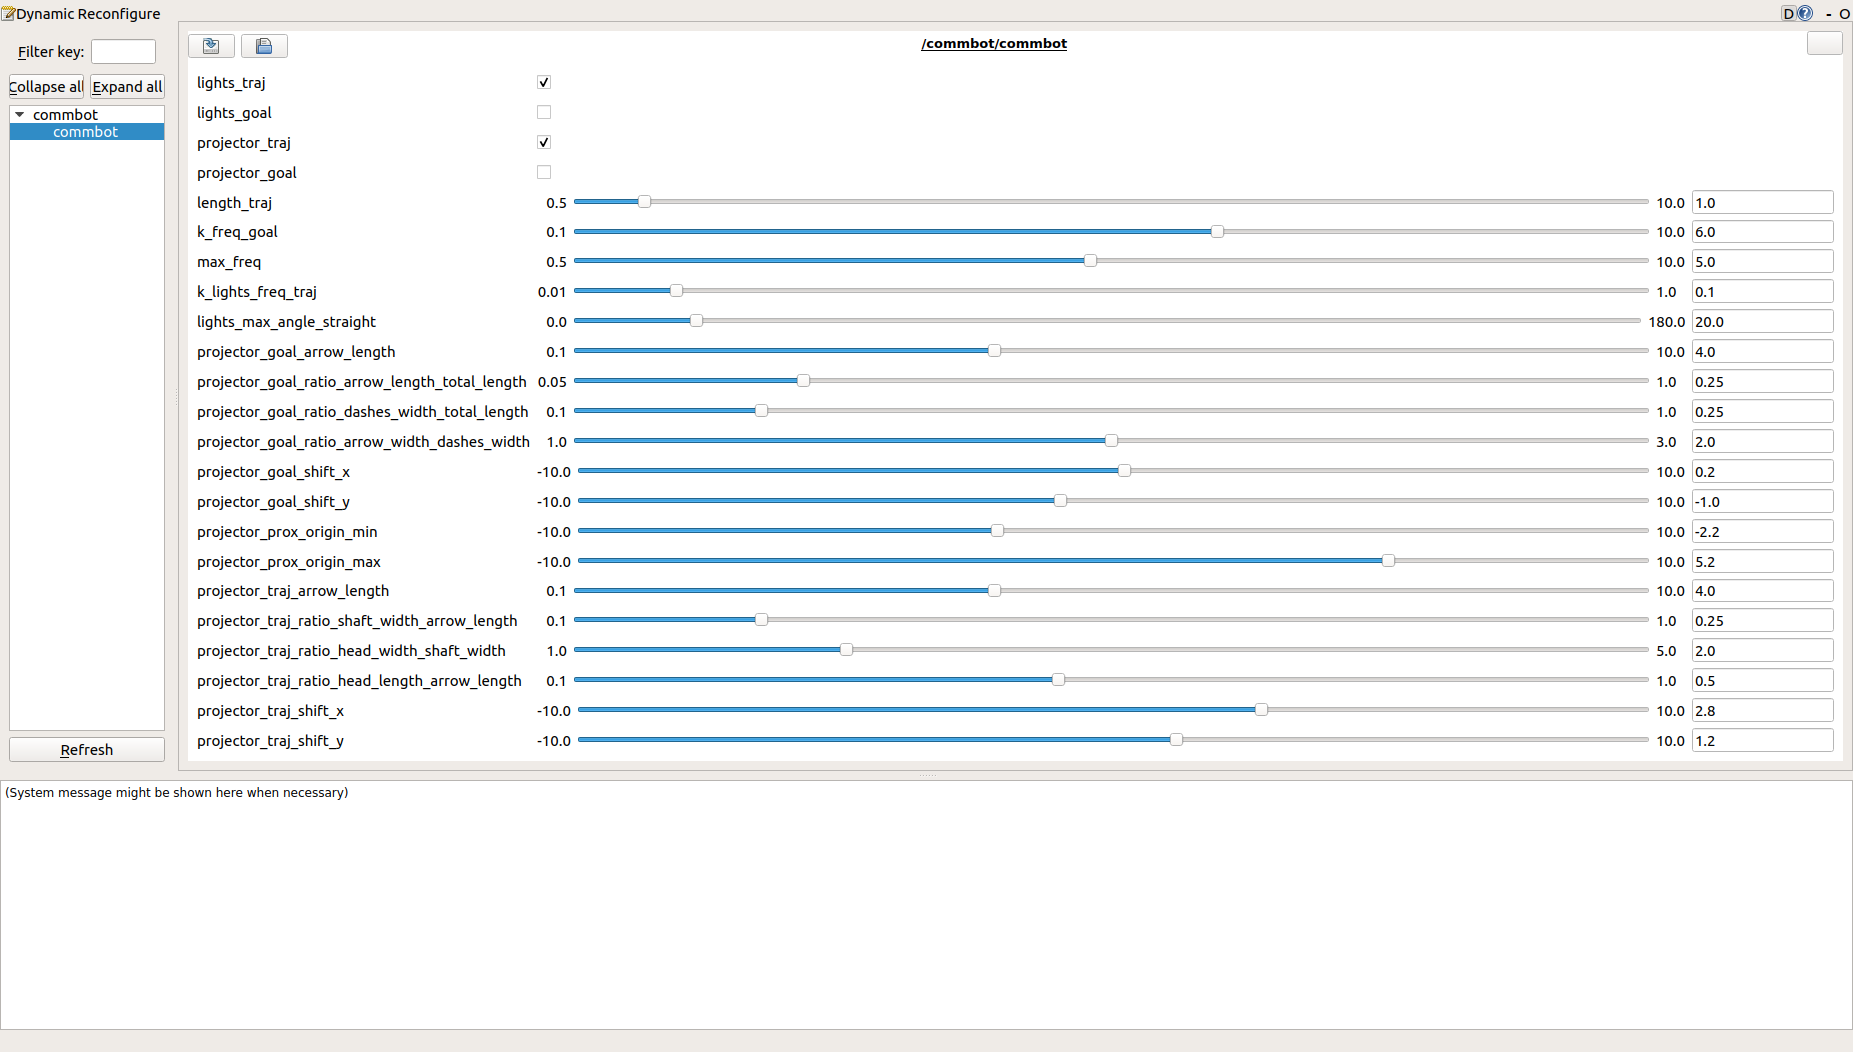 Dynamic Reconfigure
D ? - O
Filter key:
Collapse all Expand all
commbot
commbot
Refresh
/commbot/commbot
lights_traj
lights_goal
projector_traj
projector_goal
length_traj 0.5 10.0 1.0
k_freq_goal 0.1 10.0 6.0
max_freq 0.5 10.0 5.0
k_lights_freq_traj 0.01 1.0 0.1
lights_max_angle_straight 0.0 180.0 20.0
projector_goal_arrow_length 0.1 10.0 4.0
projector_goal_ratio_arrow_length_total_length 0.05 1.0 0.25
projector_goal_ratio_dashes_width_total_length 0.1 1.0 0.25
projector_goal_ratio_arrow_width_dashes_width 1.0 3.0 2.0
projector_goal_shift_x -10.0 10.0 0.2
projector_goal_shift_y -10.0 10.0 -1.0
projector_prox_origin_min -10.0 10.0 -2.2
projector_prox_origin_max -10.0 10.0 5.2
projector_traj_arrow_length 0.1 10.0 4.0
projector_traj_ratio_shaft_width_arrow_length 0.1 1.0 0.25
projector_traj_ratio_head_width_shaft_width 1.0 5.0 2.0
projector_traj_ratio_head_length_arrow_length 0.1 1.0 0.5
projector_traj_shift_x -10.0 10.0 2.8
projector_traj_shift_y -10.0 10.0 1.2
(System message might be shown here when necessary)